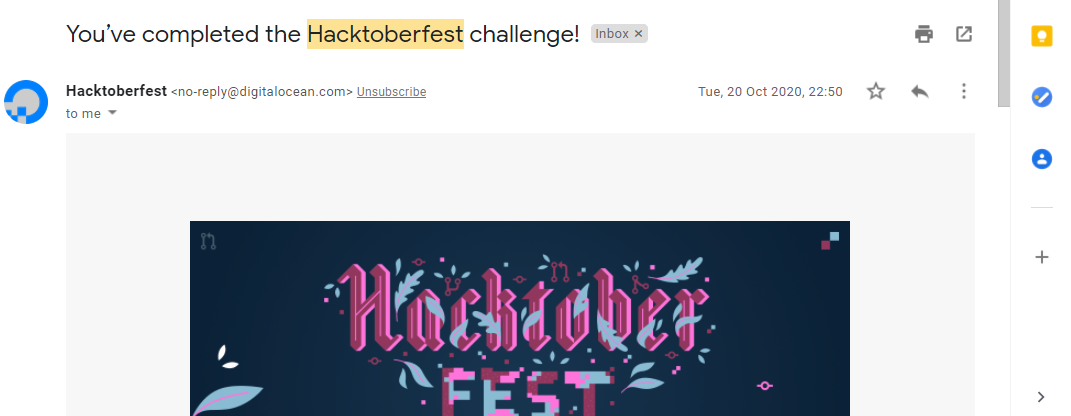 You’ve completed the Hacktoberfest challenge! Inbox ×
Hacktoberfest <no-reply@digitalocean.com> Unsubscribe Tue, 20 Oct 2020, 22:50
to me
Hacktober
FEST